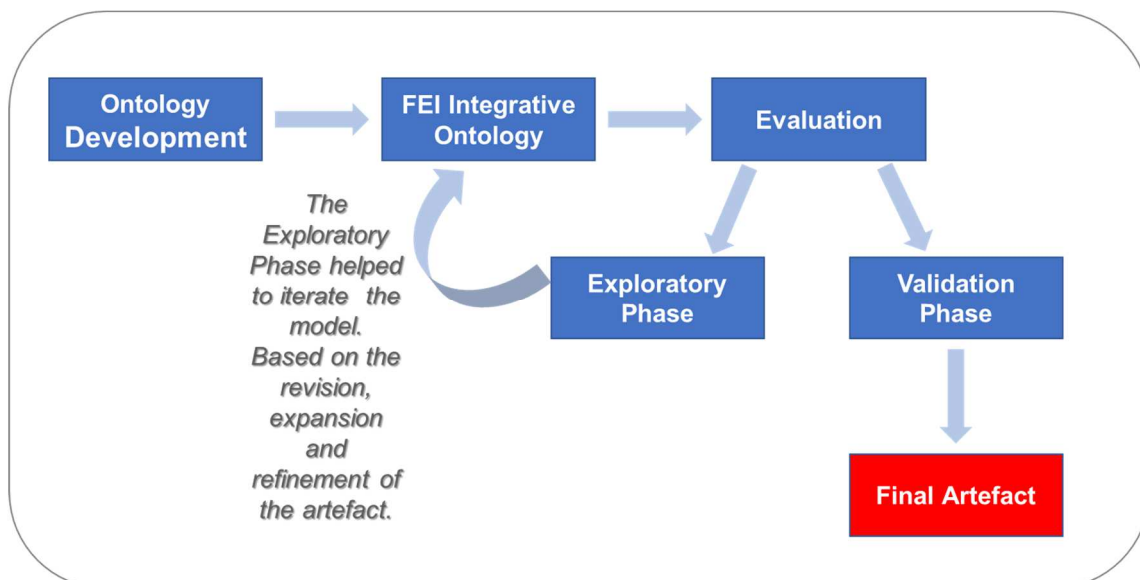 Ontology
Development
FEI Integrative
Ontology
Evaluation
The
Exploratory
Phase helped
to iterate the
model.
Based on the
revision,
expansion
and
refinement of
the artefact.
Exploratory
Phase
Validation
Phase
Final Artefact